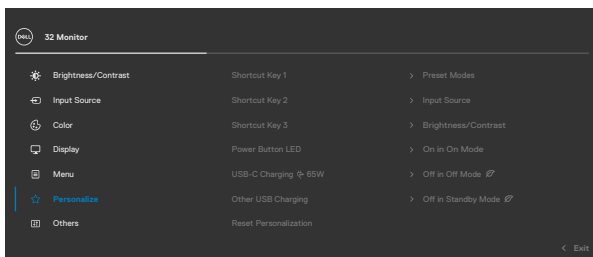 DELL 32 Monitor
Brightness/Contrast Shortcut Key 1 > Preset Modes
Input Source Shortcut Key 2 > Input Source
Color Shortcut Key 3 > Brightness/Contrast
Display Power Button LED > On in On Mode
Menu USB-C Charging 65W > Off in Off Mode
Personalize Other USB Charging > Off in Standby Mode
Others Reset Personalization
< Exit